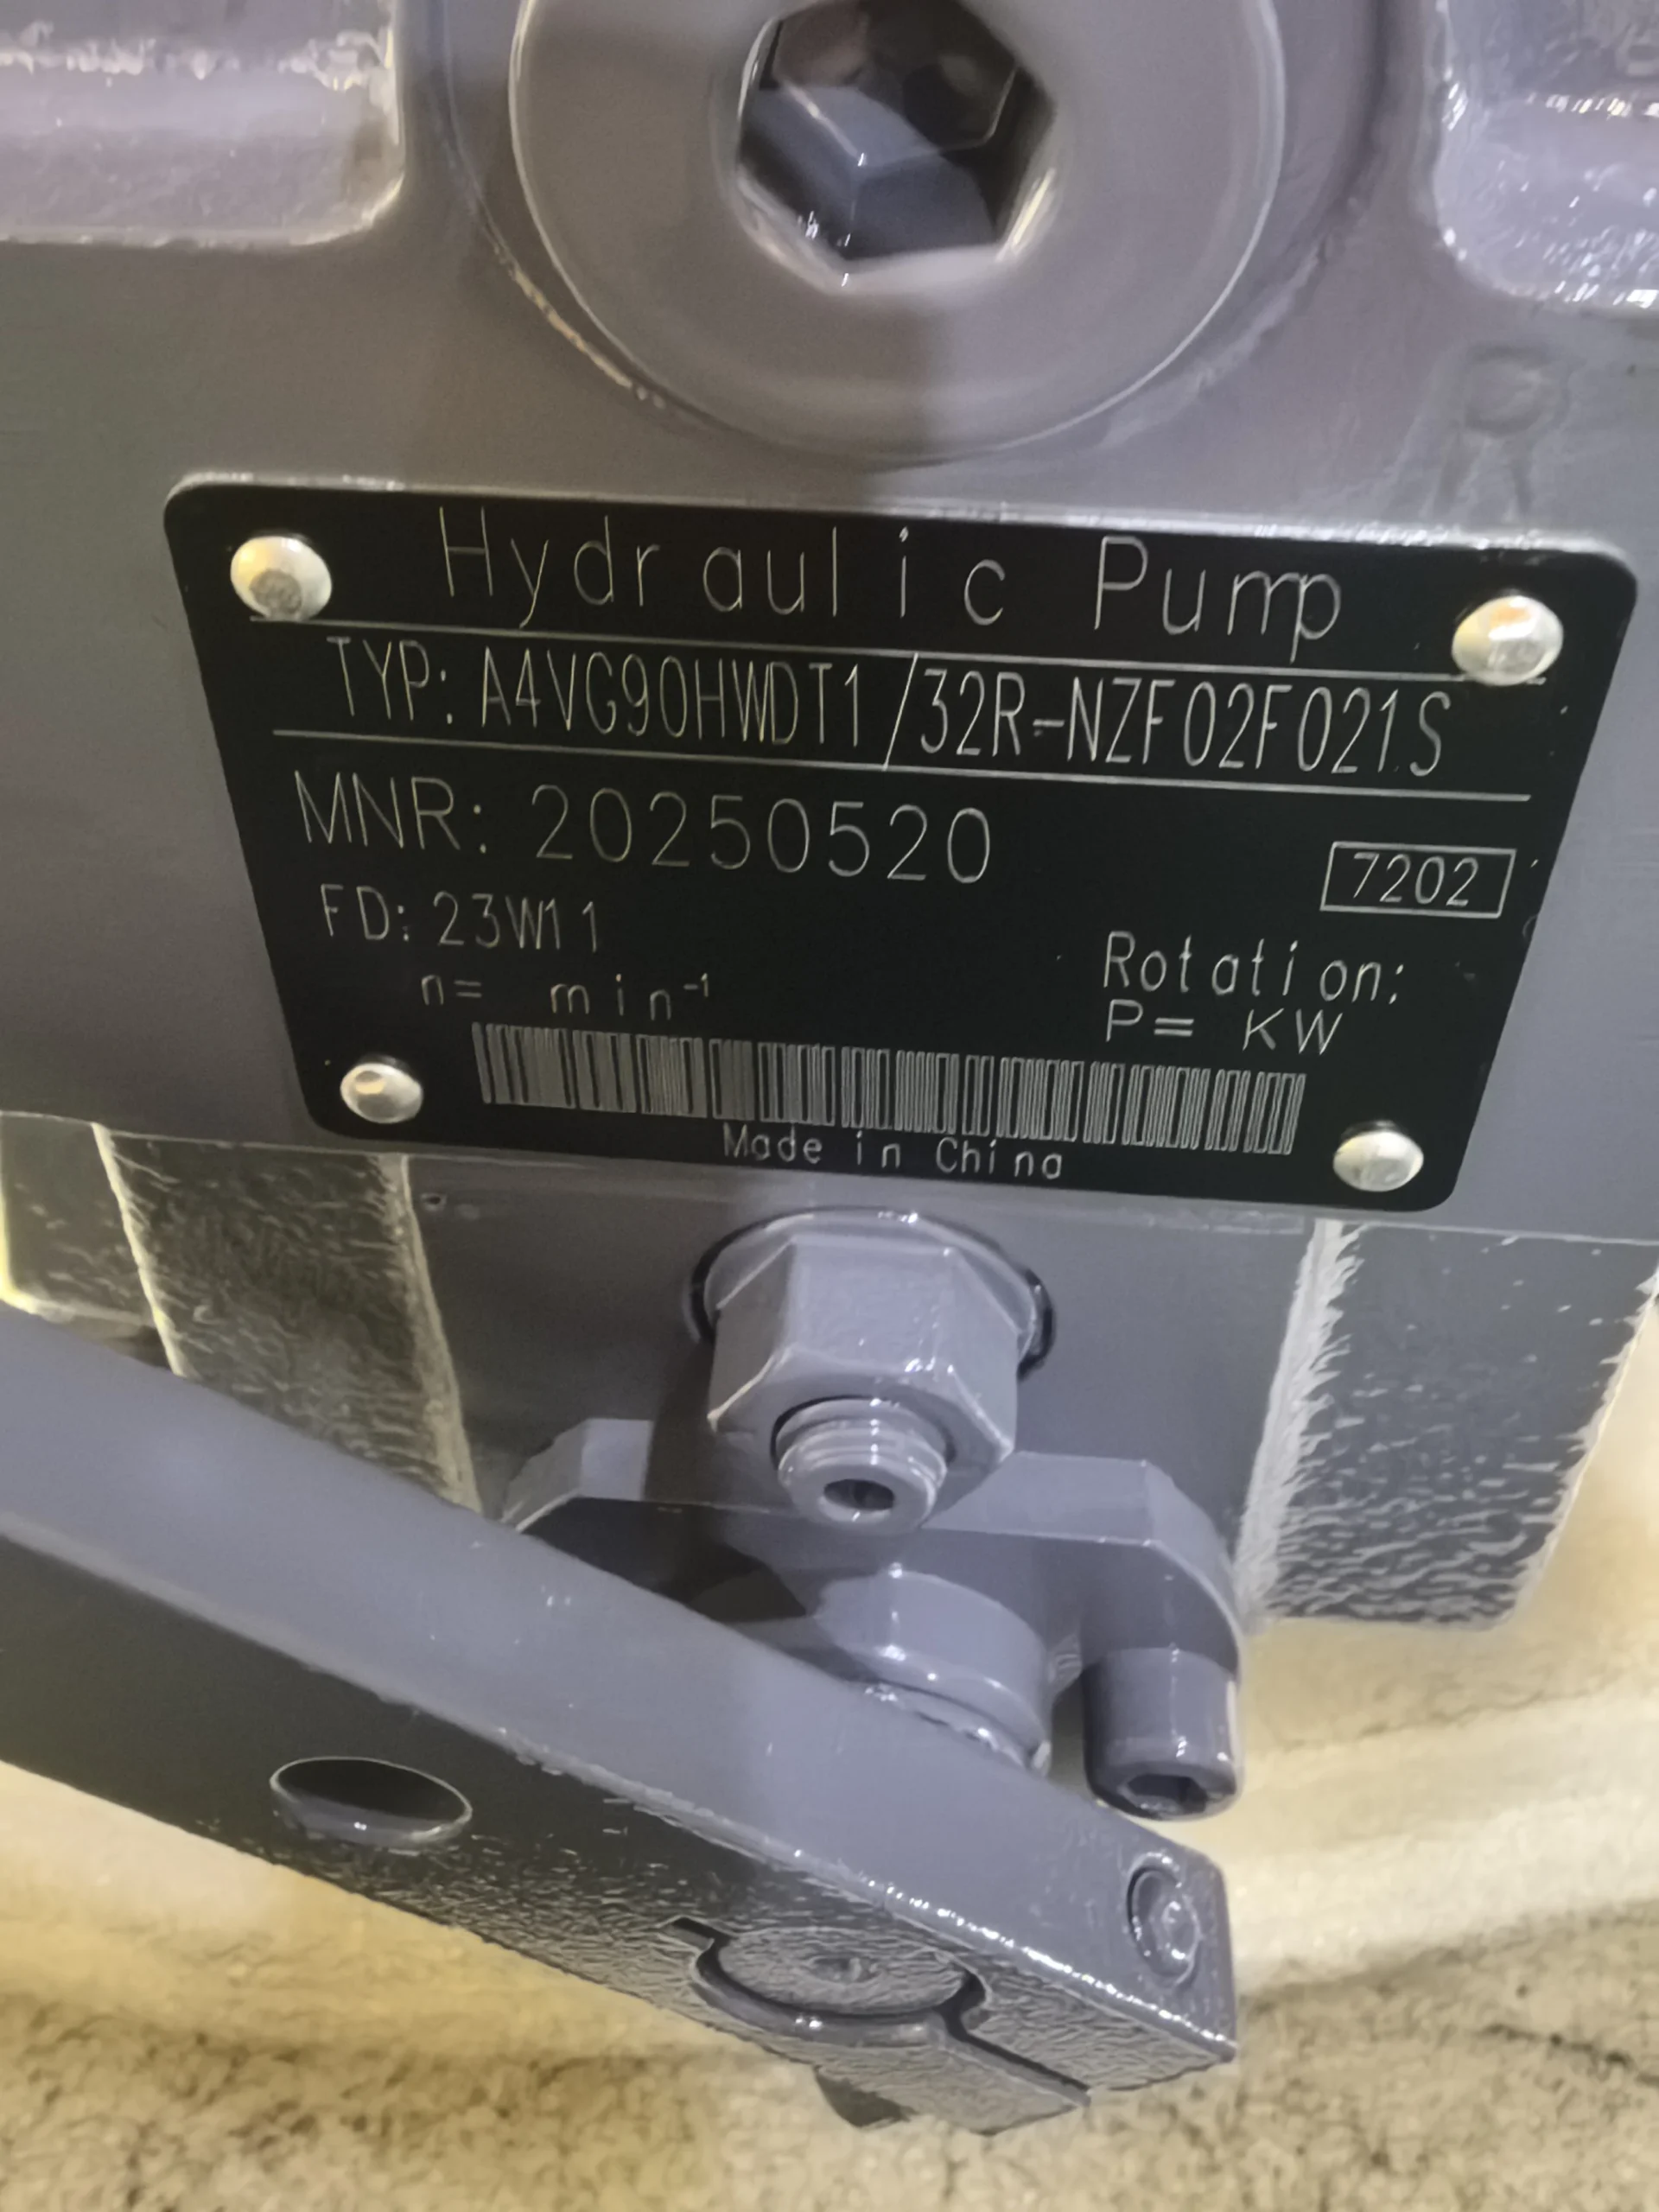 Hydraulic Pump
TYP: A4VG90HWDT1/32R-NZF02F021S
MNR: 20250520
7202
FD: 23W11
Rotation:
n= min⁻¹
P= KW
Made in China